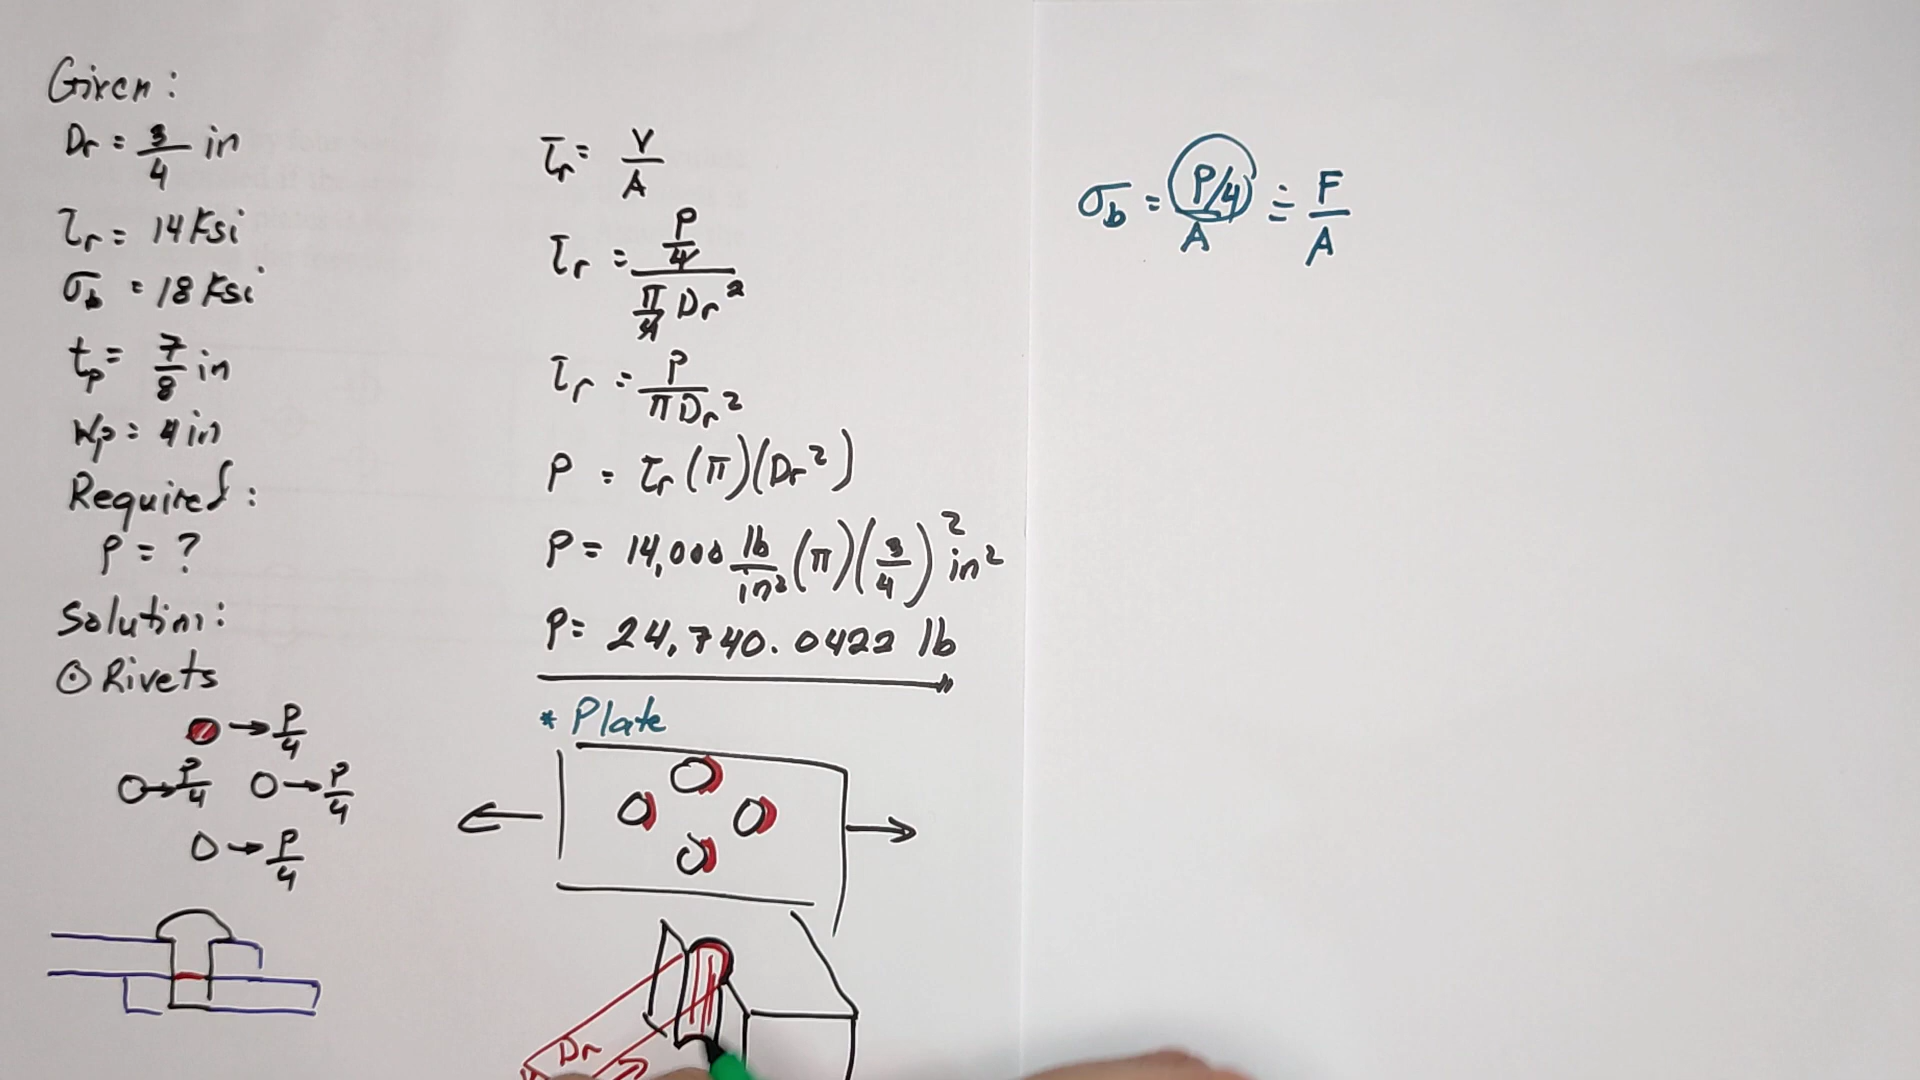 Given:
Dr = 3/4 in
τr = 14 Ksi
σb = 18 Ksi
tp = 7/8 in
Wp = 4 in
Required:
P = ?
Solution:
⊙ Rivets
→ P/4
→ P/4 → P/4
→ P/4
τr = V/A
τr = (P/4)/(π/4 Dr²)
τr = P/(π Dr²)
P = τr (π)(Dr²)
P = 14,000 lb/in² (π)(3/4)² in²
P = 24,740.0422 lb
* Plate
Dr
σb = (P/4)/A = F/A